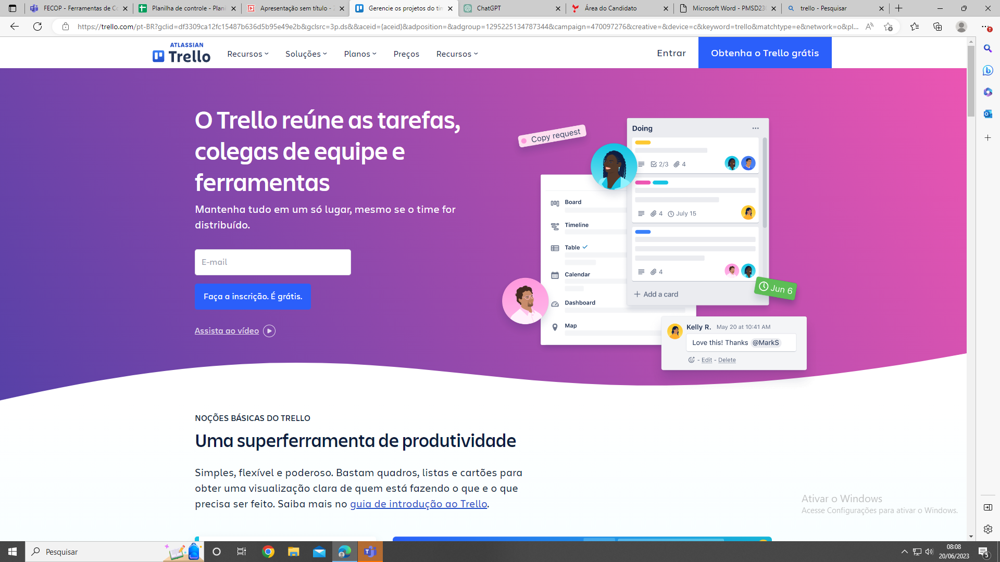 FECOP - Ferramentas de Co
Planilha de controle - Plani
Apresentação sem título - 2
Gerencie os projetos do tim
ChatGPT
Área do Candidato
Microsoft Word - PMSD23
trello - Pesquisar
https://trello.com/pt-BR?gclid=df3309ca12fc15487b636d5b95e49e2b&gclsrc=3p.ds&&aceid={aceid}&adposition=&adgroup=1295225134787344&campaign=470097276&creative=&device=c&keyword=trello&matchtype=e&network=o&pl...
ATLASSIAN
Trello
Recursos
Soluções
Planos
Preços
Recursos
Entrar
Obtenha o Trello grátis
O Trello reúne as tarefas,
colegas de equipe e
ferramentas
Mantenha tudo em um só lugar, mesmo se o time for
distribuído.
E-mail
Faça a inscrição. É grátis.
Assista ao vídeo
Copy request
Doing
2/3 4
4 July 15
4
Add a card
Board
Timeline
Table
Calendar
Dashboard
Map
Jun 6
Kelly R. May 20 at 10:41 AM
Love this! Thanks @MarkS
- Edit - Delete
NOÇÕES BÁSICAS DO TRELLO
Uma superferramenta de produtividade
Simples, flexível e poderoso. Bastam quadros, listas e cartões para
obter uma visualização clara de quem está fazendo o que e o que
precisa ser feito. Saiba mais no guia de introdução ao Trello.
Ativar o Windows
Acesse Configurações para ativar o Windows.
Pesquisar
08:08
20/06/2023
5